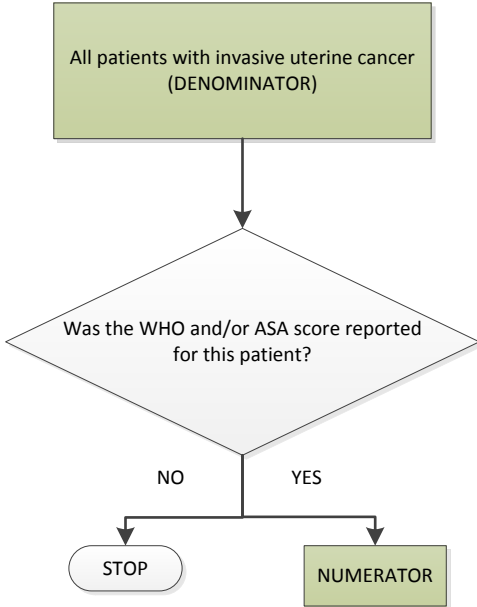 All patients with invasive uterine cancer
(DENOMINATOR)
Was the WHO and/or ASA score reported
for this patient?
NO
YES
STOP
NUMERATOR